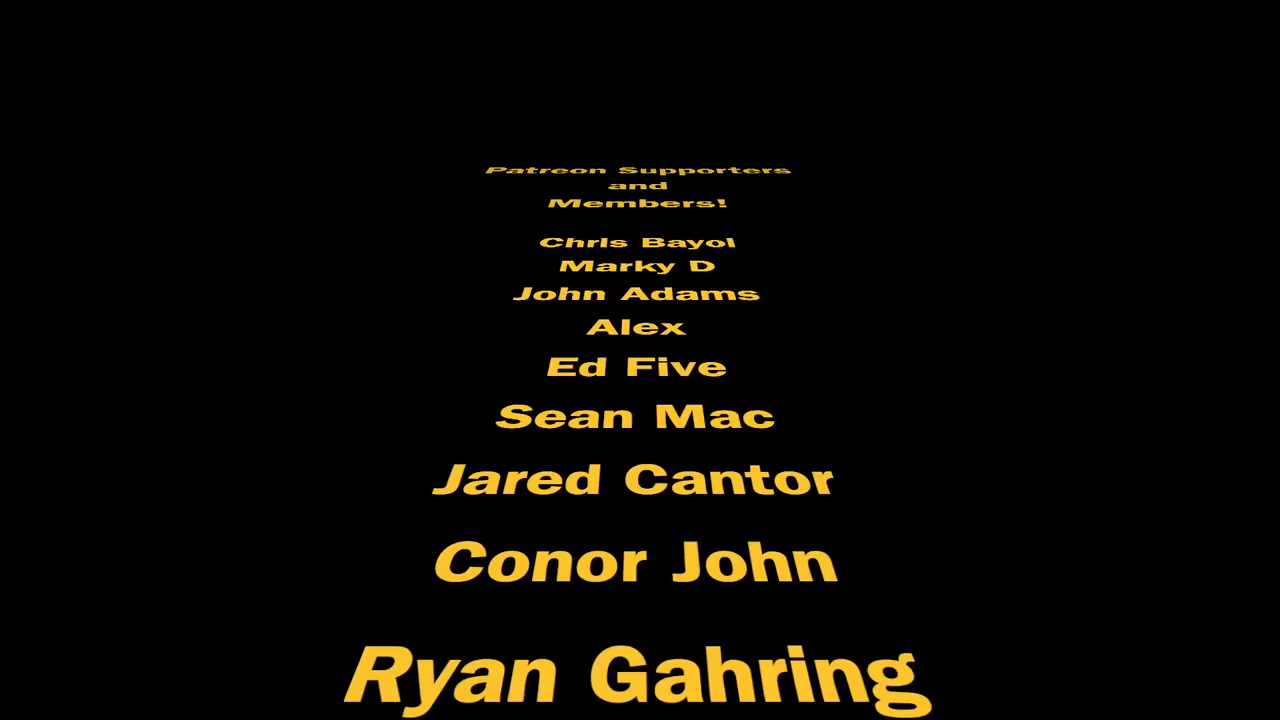 Patreon Supporters
and
Members!
Chris Bayol
Marky D
John Adams
Alex
Ed Five
Sean Mac
Jared Cantor
Conor John
Ryan Gahring